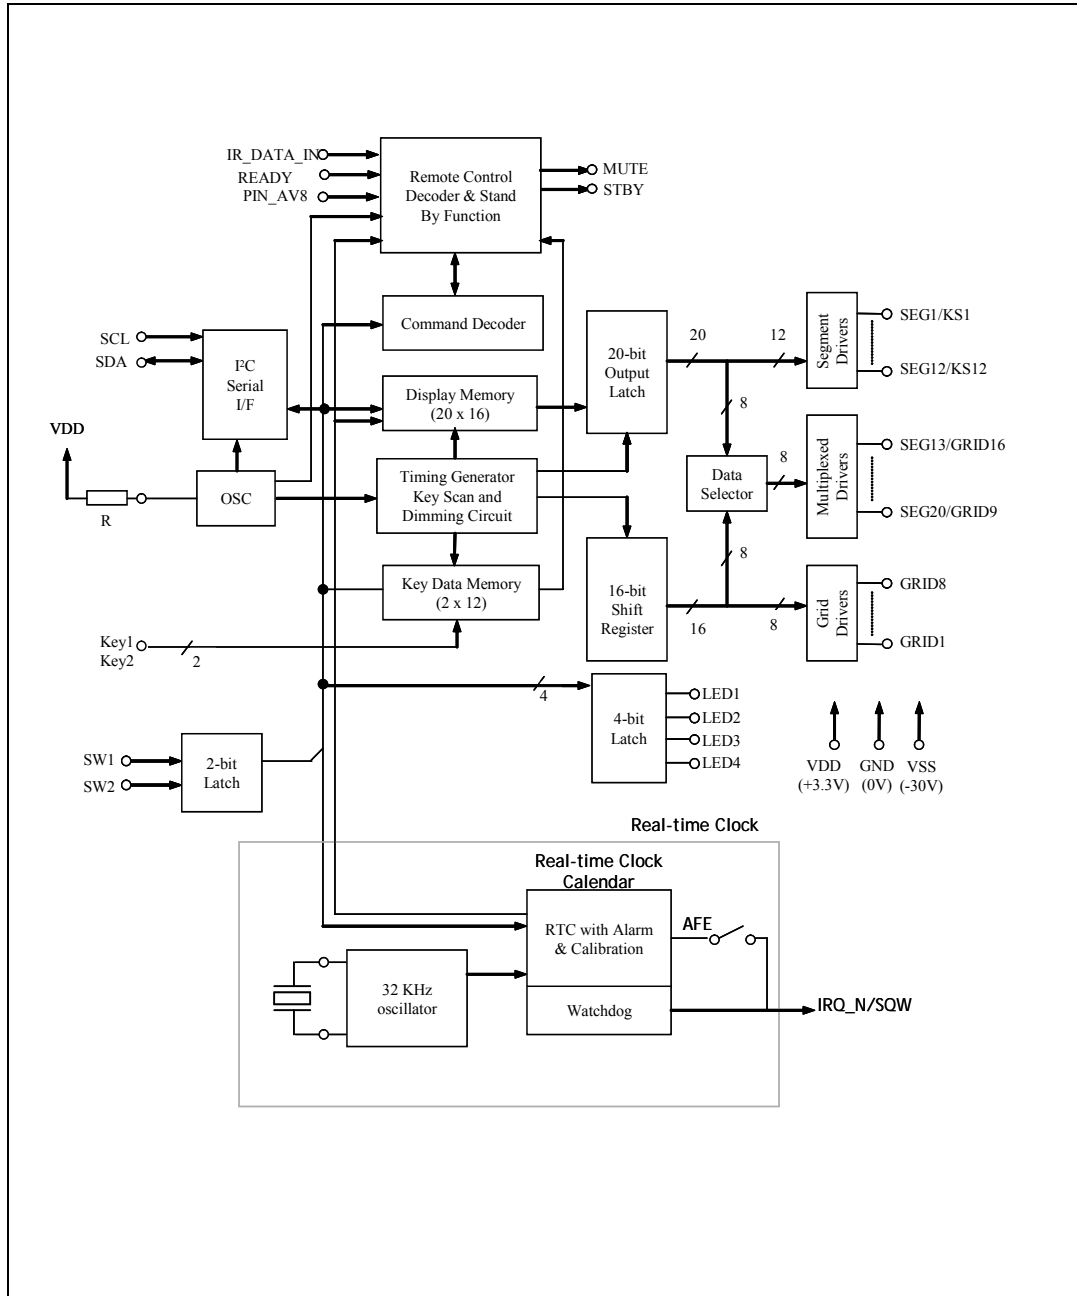 IR_DATA_IN
READY
PIN_AV8
Remote Control
Decoder & Stand
By Function
MUTE
STBY
Command Decoder
SCL
SDA
I²C
Serial
I/F
Display Memory
(20 x 16)
20-bit
Output
Latch
20
12
8
Segment
Drivers
SEG1/KS1
SEG12/KS12
VDD
R
OSC
Timing Generator
Key Scan and
Dimming Circuit
Data
Selector
8
Multiplexed
Drivers
SEG13/GRID16
SEG20/GRID9
Key Data Memory
(2 x 12)
16-bit
Shift
Register
8
16
8
Grid
Drivers
GRID8
GRID1
Key1
Key2
2
4
4-bit
Latch
LED1
LED2
LED3
LED4
SW1
SW2
2-bit
Latch
VDD
(+3.3V)
GND
(0V)
VSS
(-30V)
Real-time Clock
Real-time Clock
Calendar
RTC with Alarm
& Calibration
AFE
32 KHz
oscillator
Watchdog
IRQ_N/SQW